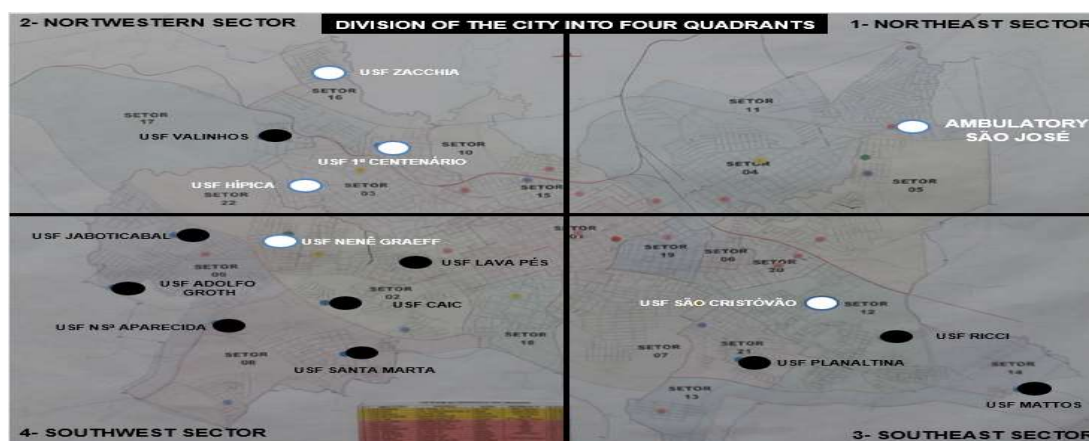 2- NORTWESTERN SECTOR
DIVISION OF THE CITY INTO FOUR QUADRANTS
1- NORTHEAST SECTOR
USF ZACCHIA
SETOR
16
SETOR
11
SETOR
17
USF VALINHOS
AMBULATORY
SÃO JOSÉ
SETOR
10
USF 1º CENTENÁRIO
SETOR
04
USF HÍPICA
SETOR
03
SETOR
22
SETOR
15
SETOR
05
USF JABOTICABAL
USF NENÊ GRAEFF
SETOR
01
SETOR
19
SETOR
06
SETOR
20
USF LAVA PÉS
SETOR
USF ADOLFO
GROTH
SETOR
02
USF CAIC
USF SÃO CRISTÓVÃO
SETOR
12
USF NSª APARECIDA
SETOR
18
USF RICCI
SETOR
08
SETOR
07
SETOR
21
USF PLANALTINA
USF SANTA MARTA
SETOR
14
SETOR
13
USF MATTOS
4- SOUTHWEST SECTOR
3- SOUTHEAST SECTOR